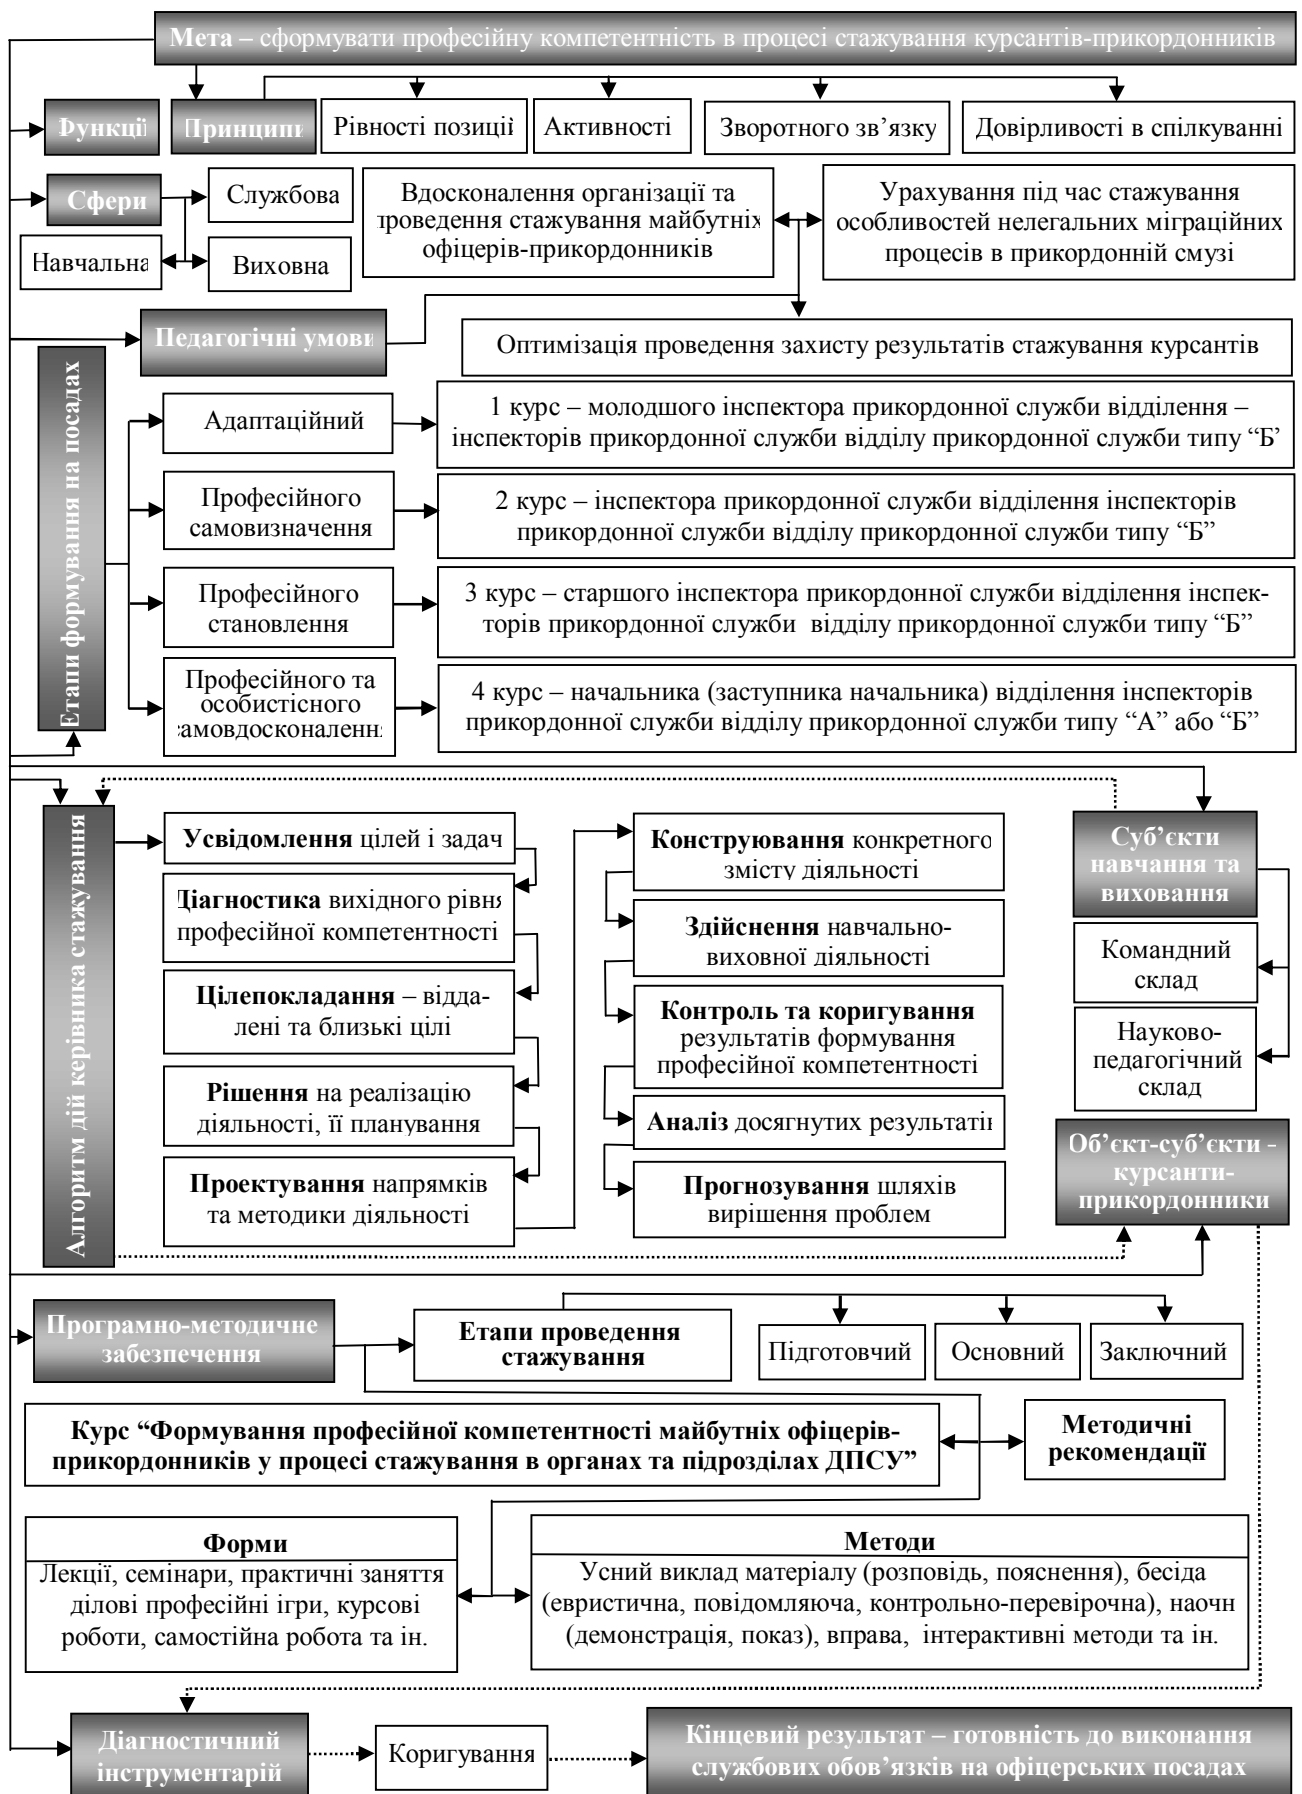 Мета – сформувати професійну компетентність в процесі стажування курсантів-прикордонників
Функції
Принципи
Рівності позицій
Активності
Зворотного зв’язку
Довірливості в спілкуванні
Сфери
Службова
Навчальна
Виховна
Вдосконалення організації та
проведення стажування майбутніх
офіцерів-прикордонників
Урахування під час стажування
особливостей нелегальних міграційних
процесів в прикордонній смузі
Педагогічні умови
Оптимізація проведення захисту результатів стажування курсантів
Етапи формування на посадах
Адаптаційний
1 курс – молодшого інспектора прикордонної служби відділення –
інспекторів прикордонної служби відділу прикордонної служби типу “Б”
Професійного
самовизначення
2 курс – інспектора прикордонної служби відділення інспекторів
прикордонної служби відділу прикордонної служби типу “Б”
Професійного
становлення
3 курс – старшого інспектора прикордонної служби відділення інспек-
торів прикордонної служби відділу прикордонної служби типу “Б”
Професійного та
особистісного
самовдосконалення
4 курс – начальника (заступника начальника) відділення інспекторів
прикордонної служби відділу прикордонної служби типу “А” або “Б”
Алгоритм дій керівника стажування
Усвідомлення цілей і задач
Діагностика вихідного рівня
професійної компетентності
Цілепокладання – відда-
лені та близькі цілі
Рішення на реалізацію
діяльності, її планування
Проектування напрямків
та методики діяльності
Конструювання конкретного
змісту діяльності
Здійснення навчально-
виховної діяльності
Контроль та коригування
результатів формування
професійної компетентності
Аналіз досягнутих результатів
Прогнозування шляхів
вирішення проблем
Суб’єкти
навчання та
виховання
Командний
склад
Науково-
педагогічний
склад
Об’єкт-суб’єкти -
курсанти-
прикордонники
Програмно-методичне
забезпечення
Етапи проведення
стажування
Підготовчий
Основний
Заключний
Курс “Формування професійної компетентності майбутніх офіцерів-
прикордонників у процесі стажування в органах та підрозділах ДПСУ”
Методичні
рекомендації
Форми
Лекції, семінари, практичні заняття
ділові професійні ігри, курсові
роботи, самостійна робота та ін.
Методи
Усний виклад матеріалу (розповідь, пояснення), бесіда
(евристична, повідомляюча, контрольно-перевірочна), наочн
(демонстрація, показ), вправа, інтерактивні методи та ін.
Діагностичний
інструментарій
Коригування
Кінцевий результат – готовність до виконання
службових обов’язків на офіцерських посадах